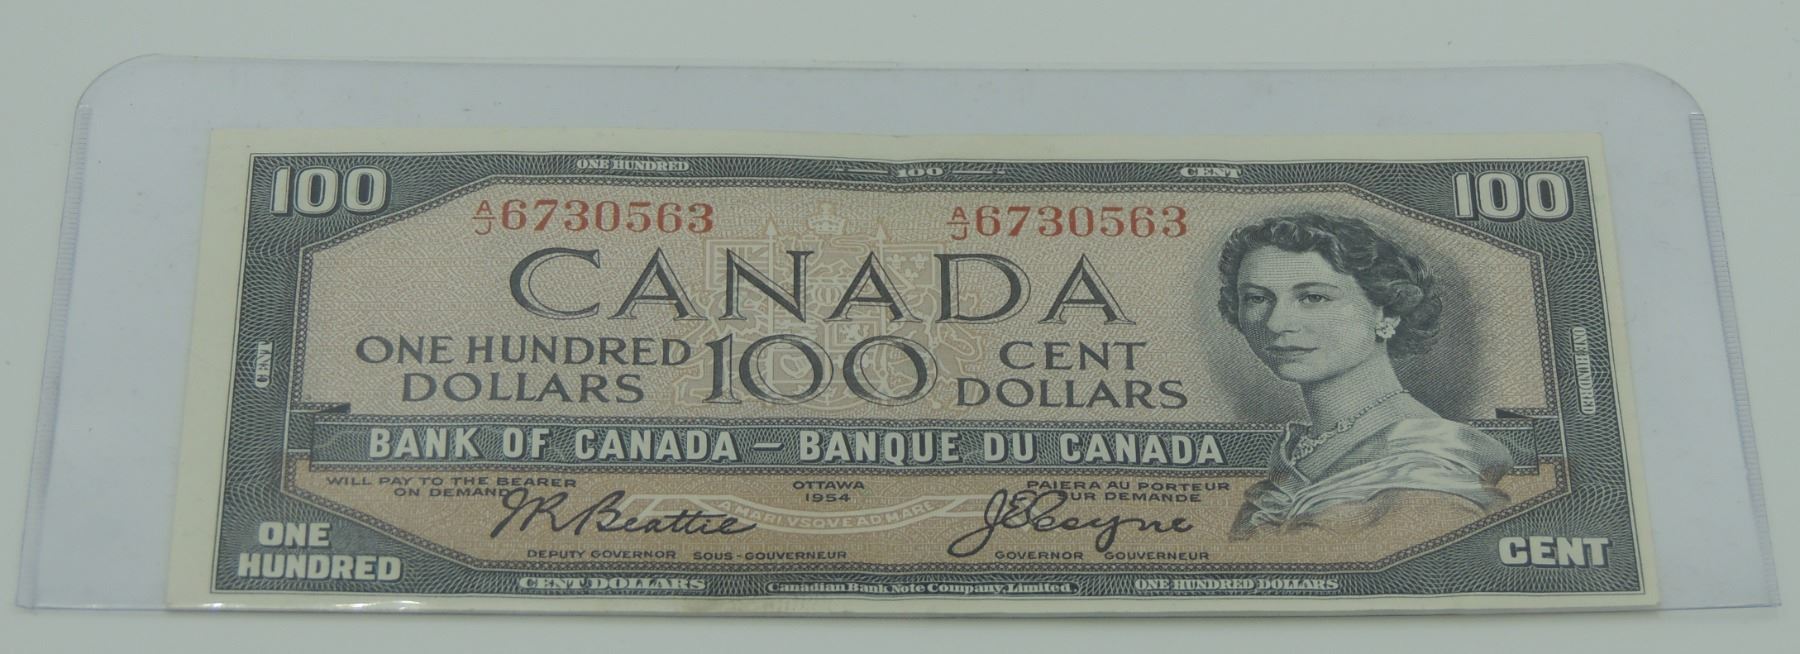 ONE HUNDRED 100 CENT
100 100
A/J 6730563 A/J 6730563
CANADA
ONE HUNDRED DOLLARS 100 CENT DOLLARS
CENT
ONE HUNDRED
BANK OF CANADA – BANQUE DU CANADA
WILL PAY TO THE BEARER ON DEMAND
OTTAWA
1954
PAIERA AU PORTEUR SUR DEMANDE
JR Beattie
A MARI VSQVE AD MARE
J E Coyne
DEPUTY GOVERNOR SOUS-GOUVERNEUR
GOVERNOR GOUVERNEUR
ONE HUNDRED
CENT
CENT DOLLARS
Canadian Bank Note Company, Limited
ONE HUNDRED DOLLARS